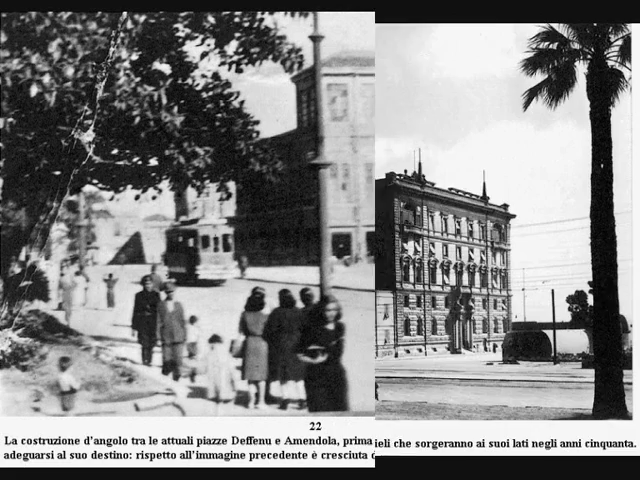 22
La costruzione d'angolo tra le attuali piazze Deffenu e Amendola, prima
adeguarsi al suo destino: rispetto all'immagine precedente è cresciuta d
ieli che sorgeranno ai suoi lati negli anni cinquanta.